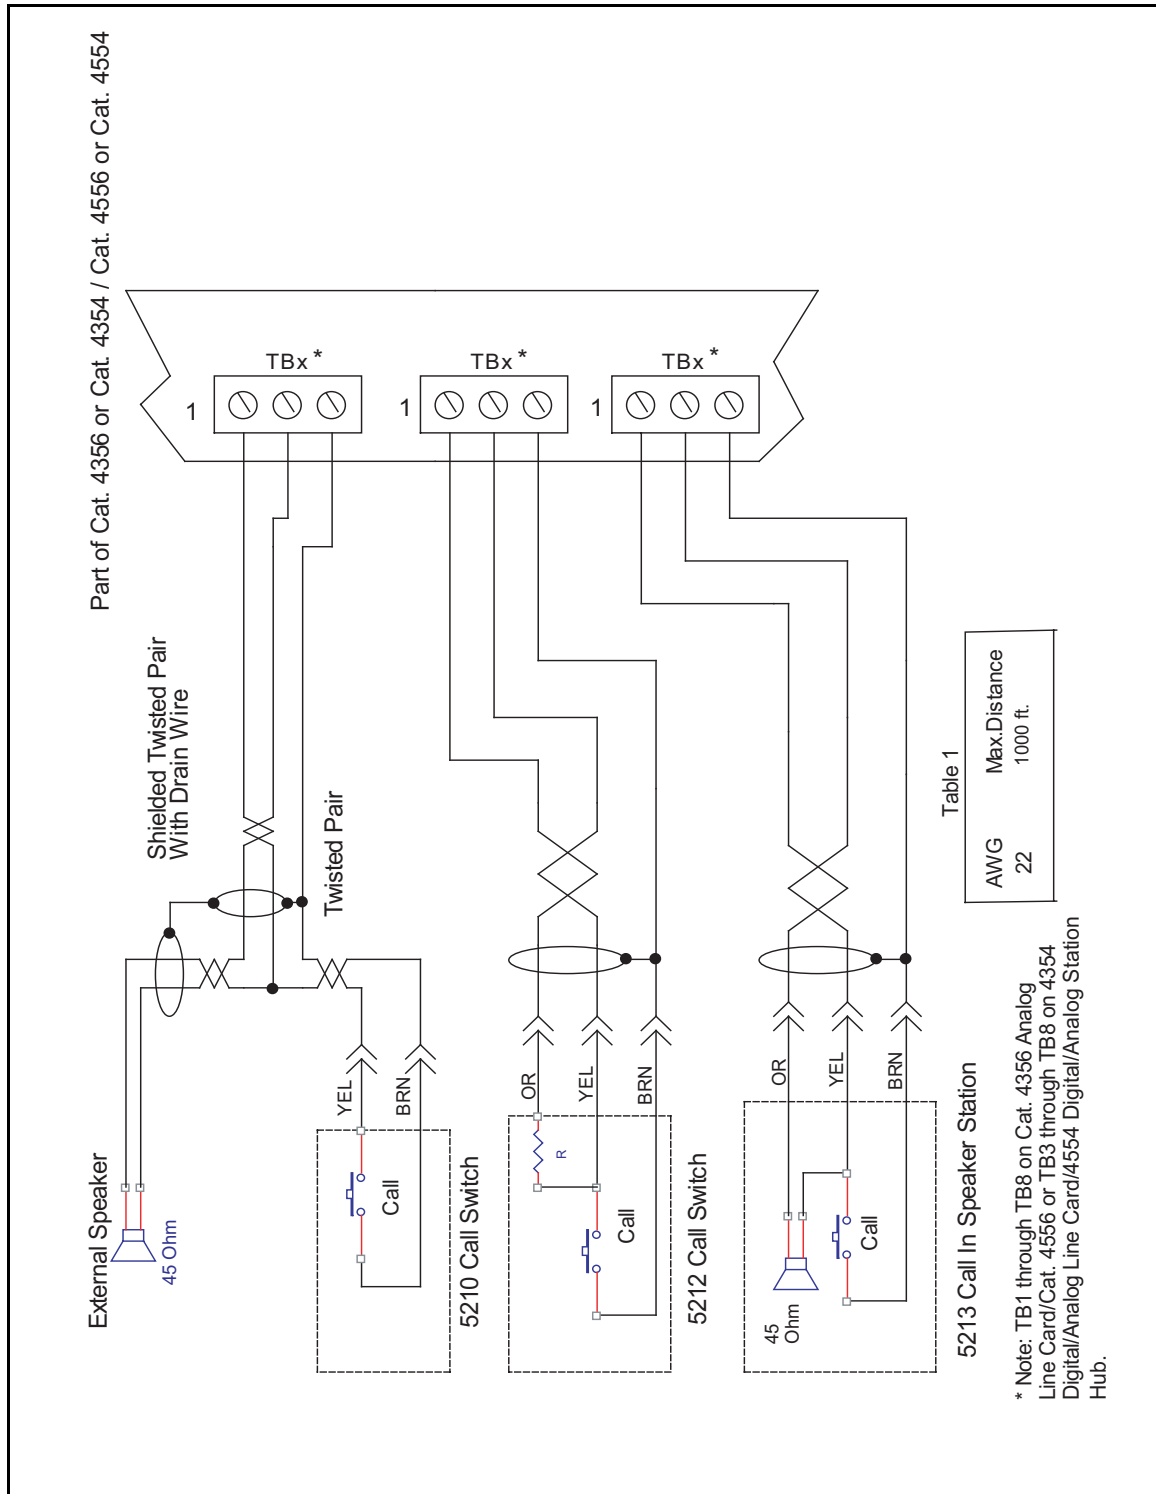 Part of Cat. 4356 or Cat. 4354 / Cat. 4556 or Cat. 4554
TBx *
TBx *
TBx *
1
1
1
Shielded Twisted Pair
With Drain Wire
Twisted Pair
External Speaker
45 Ohm
YEL
BRN
Call
5210 Call Switch
OR
YEL
BRN
R
Call
5212 Call Switch
OR
YEL
BRN
45
Ohm
Call
5213 Call In Speaker Station
Table 1
AWG Max.Distance
22 1000 ft.
* Note: TB1 through TB8 on Cat. 4356 Analog
Line Card/Cat. 4556 or TB3 through TB8 on 4354
Digital/Analog Line Card/4554 Digital/Analog Station
Hub.